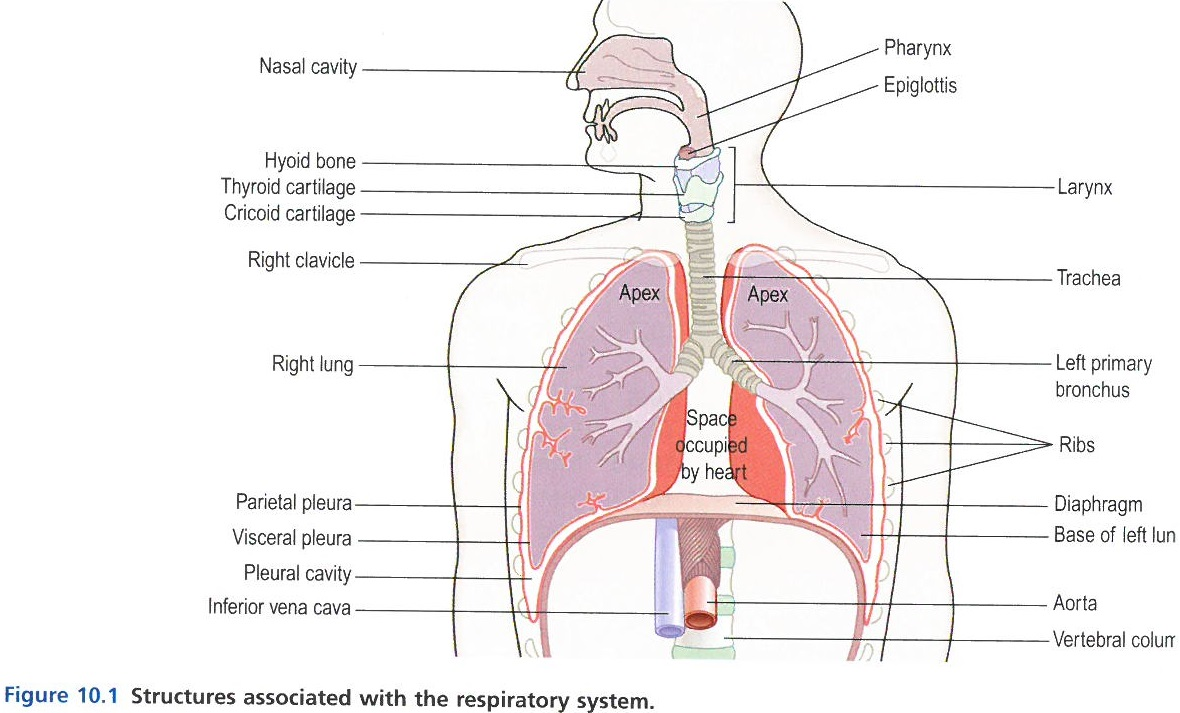 Nasal cavity
Pharynx
Epiglottis
Hyoid bone
Thyroid cartilage
Cricoid cartilage
Larynx
Right clavicle
Trachea
Apex
Apex
Right lung
Left primary
bronchus
Space
occupied
by heart
Ribs
Parietal pleura
Diaphragm
Visceral pleura
Base of left lun
Pleural cavity
Inferior vena cava
Aorta
Vertebral colum
Figure 10.1 Structures associated with the respiratory system.